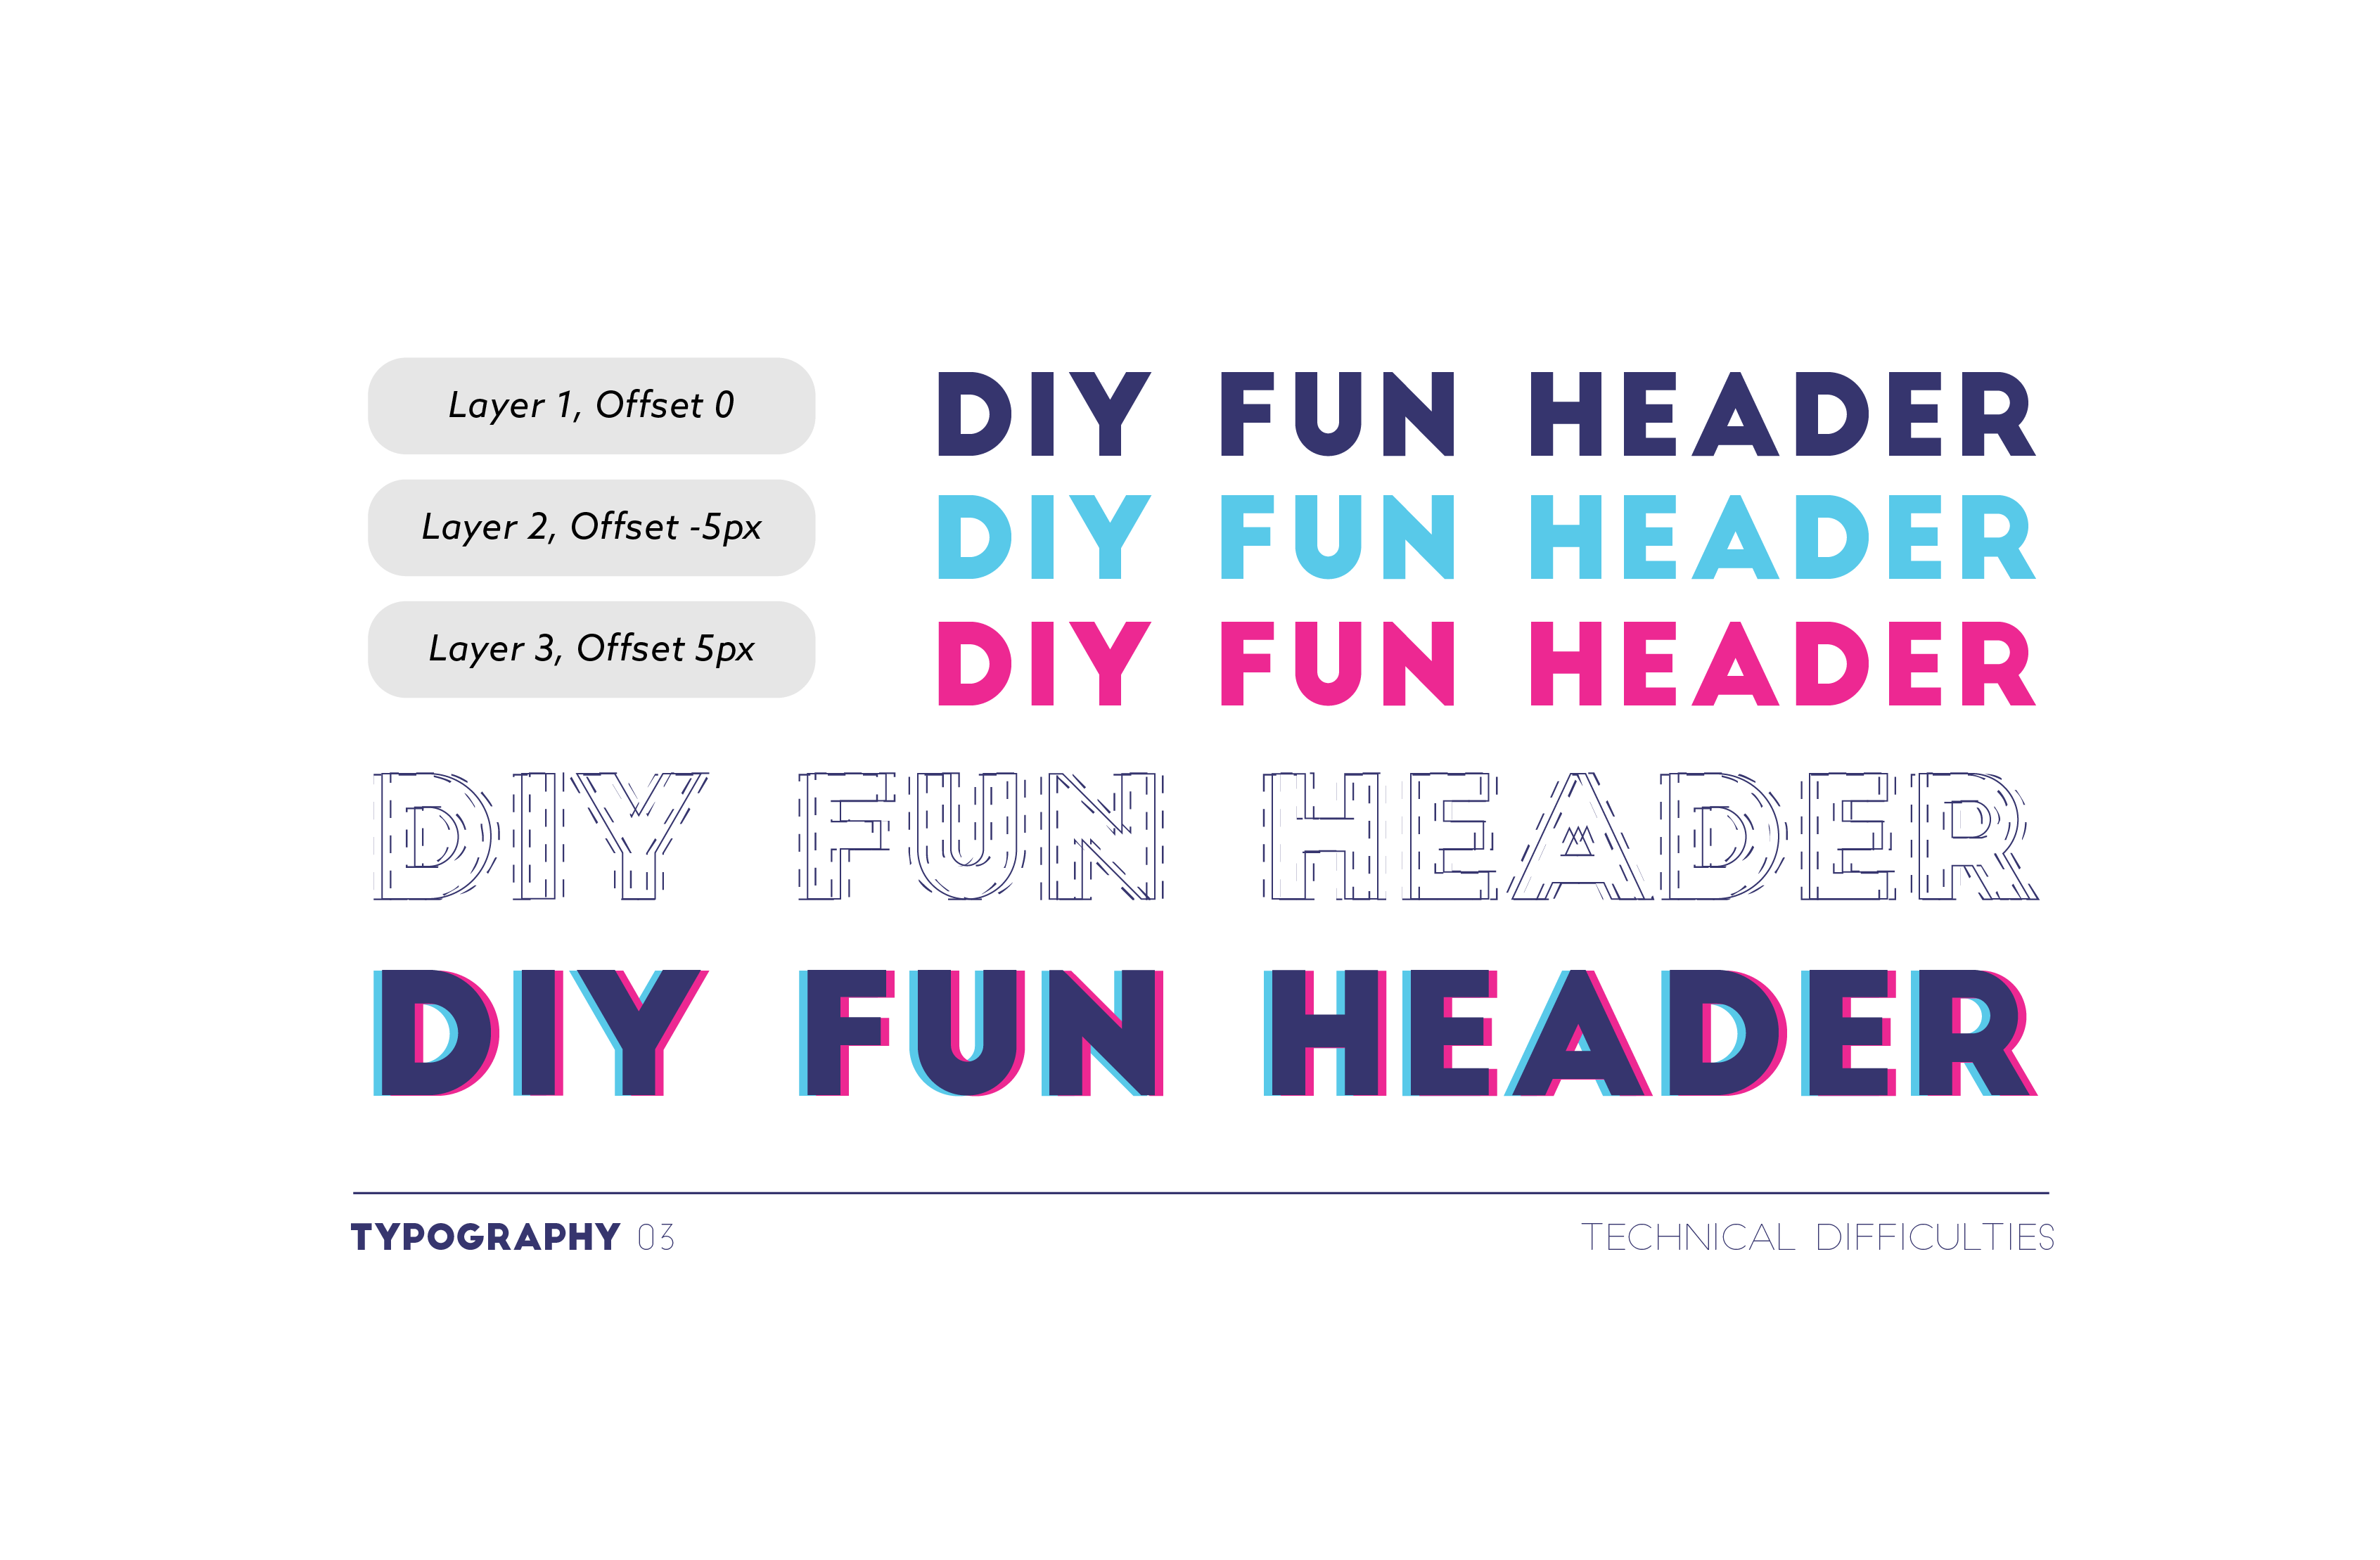 Layer 1, Offset 0
DIY FUN HEADER
Layer 2, Offset -5px
DIY FUN HEADER
Layer 3, Offset 5px
DIY FUN HEADER
DIY FUN HEADER
DIY FUN HEADER
TYPOGRAPHY 03
TECHNICAL DIFFICULTIES